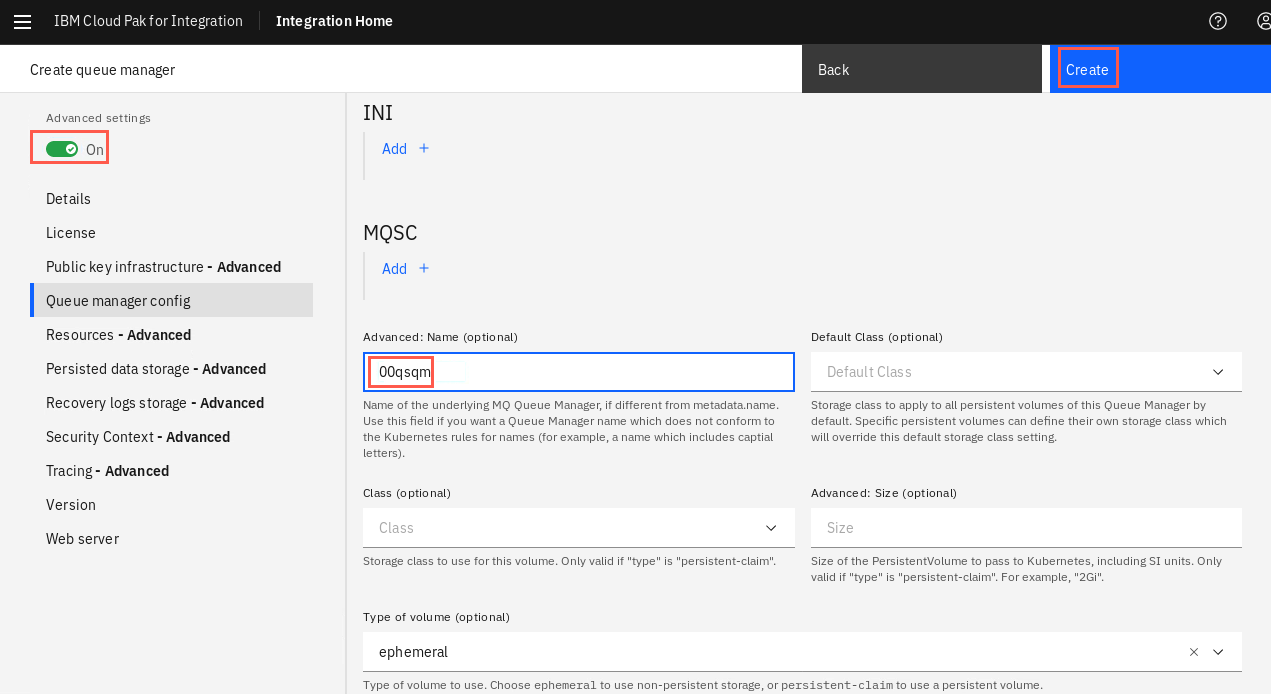 IBM Cloud Pak for Integration
Integration Home
Create queue manager
Back
Create
Advanced settings
On
Details
License
Public key infrastructure - Advanced
Queue manager config
Resources - Advanced
Persisted data storage - Advanced
Recovery logs storage - Advanced
Security Context - Advanced
Tracing - Advanced
Version
Web server
INI
Add +
MQSC
Add +
Advanced: Name (optional)
00qsqm
Name of the underlying MQ Queue Manager, if different from metadata.name.
Use this field if you want a Queue Manager name which does not conform to
the Kubernetes rules for names (for example, a name which includes captial
letters).
Default Class (optional)
Default Class
Storage class to apply to all persistent volumes of this Queue Manager by
default. Specific persistent volumes can define their own storage class which
will override this default storage class setting.
Class (optional)
Class
Storage class to use for this volume. Only valid if "type" is "persistent-claim".
Advanced: Size (optional)
Size
Size of the PersistentVolume to pass to Kubernetes, including SI units. Only
valid if "type" is "persistent-claim". For example, "2Gi".
Type of volume (optional)
ephemeral
Type of volume to use. Choose ephemeral to use non-persistent storage, or persistent-claim to use a persistent volume.